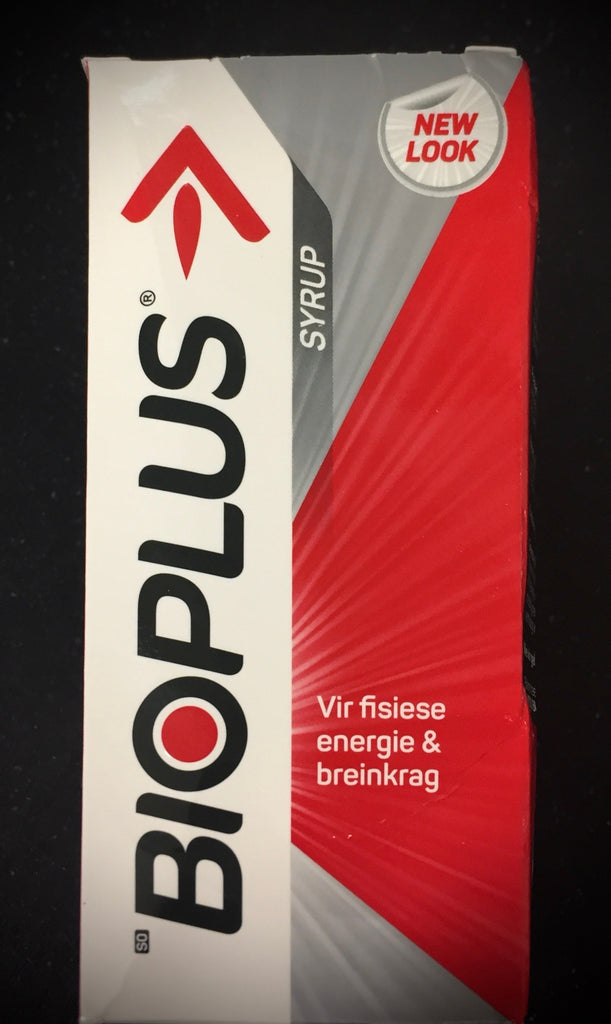 NEW
LOOK
SYRUP
BIOPLUS®
S0
Vir fisiese
energie &
breinkrag